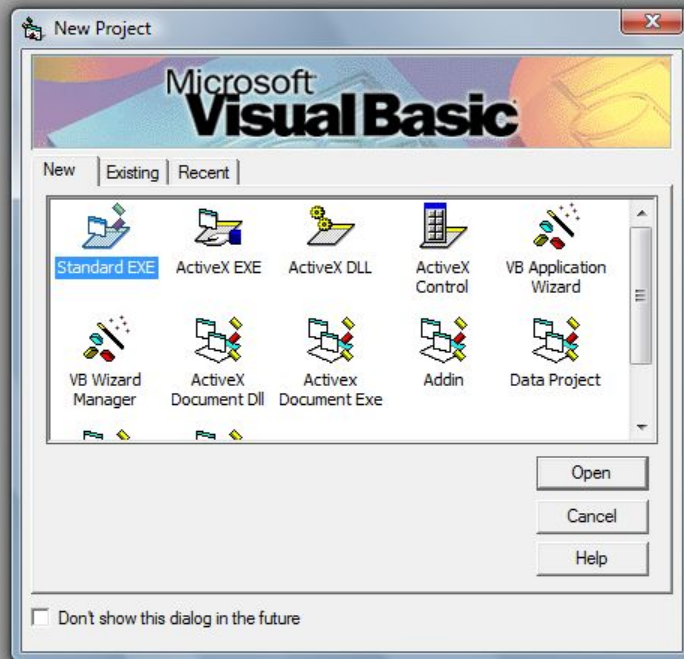 New Project
Microsoft
Visual Basic
New Existing Recent
Standard EXE ActiveX EXE ActiveX DLL ActiveX Control VB Application Wizard
VB Wizard Manager ActiveX Document Dll Activex Document Exe Addin Data Project
Open
Cancel
Help
Don't show this dialog in the future